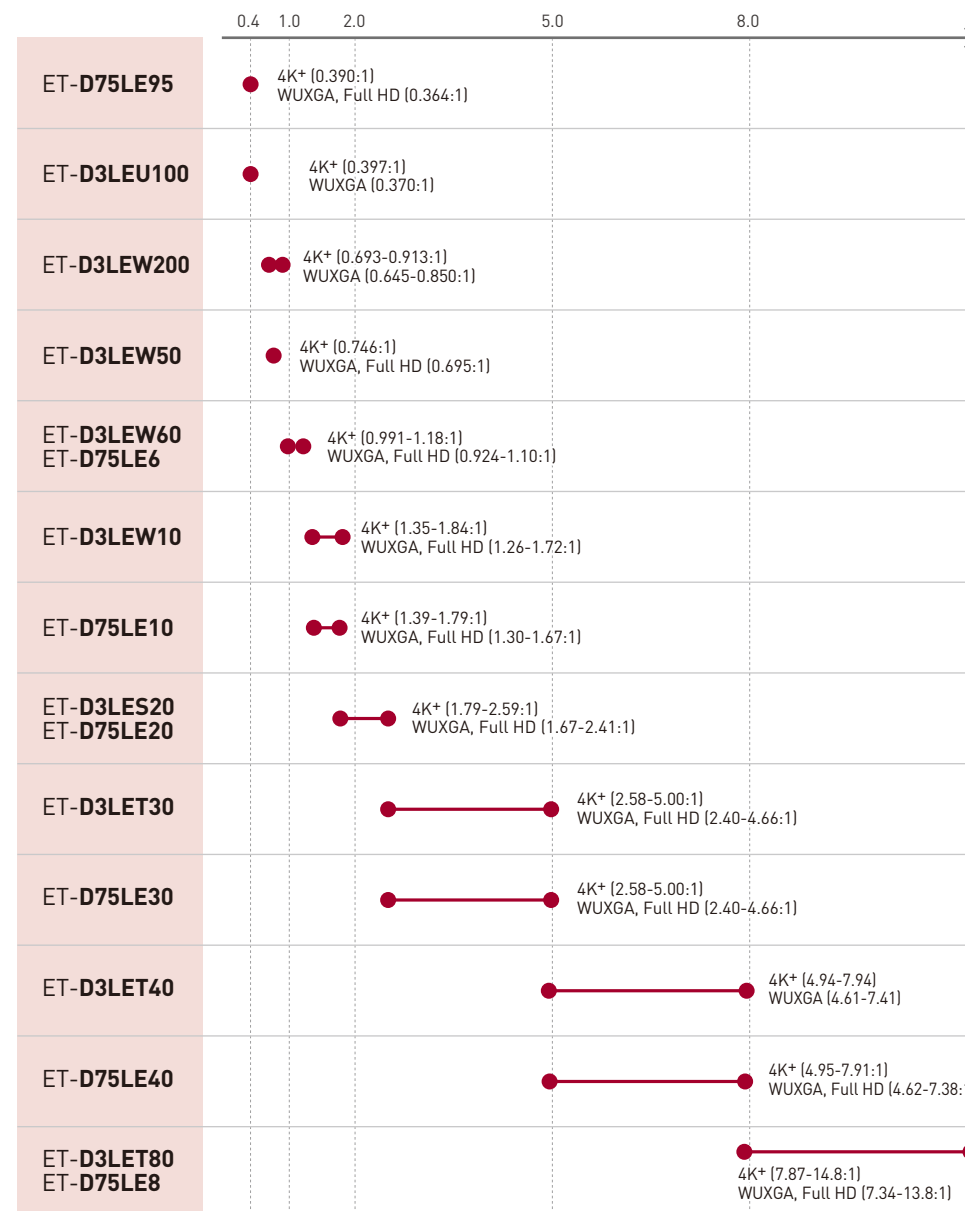 0.4 1.0 2.0 5.0 8.0
ET-D75LE95
4K+ (0.390:1)
WUXGA, Full HD (0.364:1)
ET-D3LEU100
4K+ (0.397:1)
WUXGA (0.370:1)
ET-D3LEW200
4K+ (0.693-0.913:1)
WUXGA (0.645-0.850:1)
ET-D3LEW50
4K+ (0.746:1)
WUXGA, Full HD (0.695:1)
ET-D3LEW60
ET-D75LE6
4K+ (0.991-1.18:1)
WUXGA, Full HD (0.924-1.10:1)
ET-D3LEW10
4K+ (1.35-1.84:1)
WUXGA, Full HD (1.26-1.72:1)
ET-D75LE10
4K+ (1.39-1.79:1)
WUXGA, Full HD (1.30-1.67:1)
ET-D3LES20
ET-D75LE20
4K+ (1.79-2.59:1)
WUXGA, Full HD (1.67-2.41:1)
ET-D3LET30
4K+ (2.58-5.00:1)
WUXGA, Full HD (2.40-4.66:1)
ET-D75LE30
4K+ (2.58-5.00:1)
WUXGA, Full HD (2.40-4.66:1)
ET-D3LET40
4K+ (4.94-7.94)
WUXGA (4.61-7.41)
ET-D75LE40
4K+ (4.95-7.91:1)
WUXGA, Full HD (4.62-7.38:
ET-D3LET80
ET-D75LE8
4K+ (7.87-14.8:1)
WUXGA, Full HD (7.34-13.8:1)